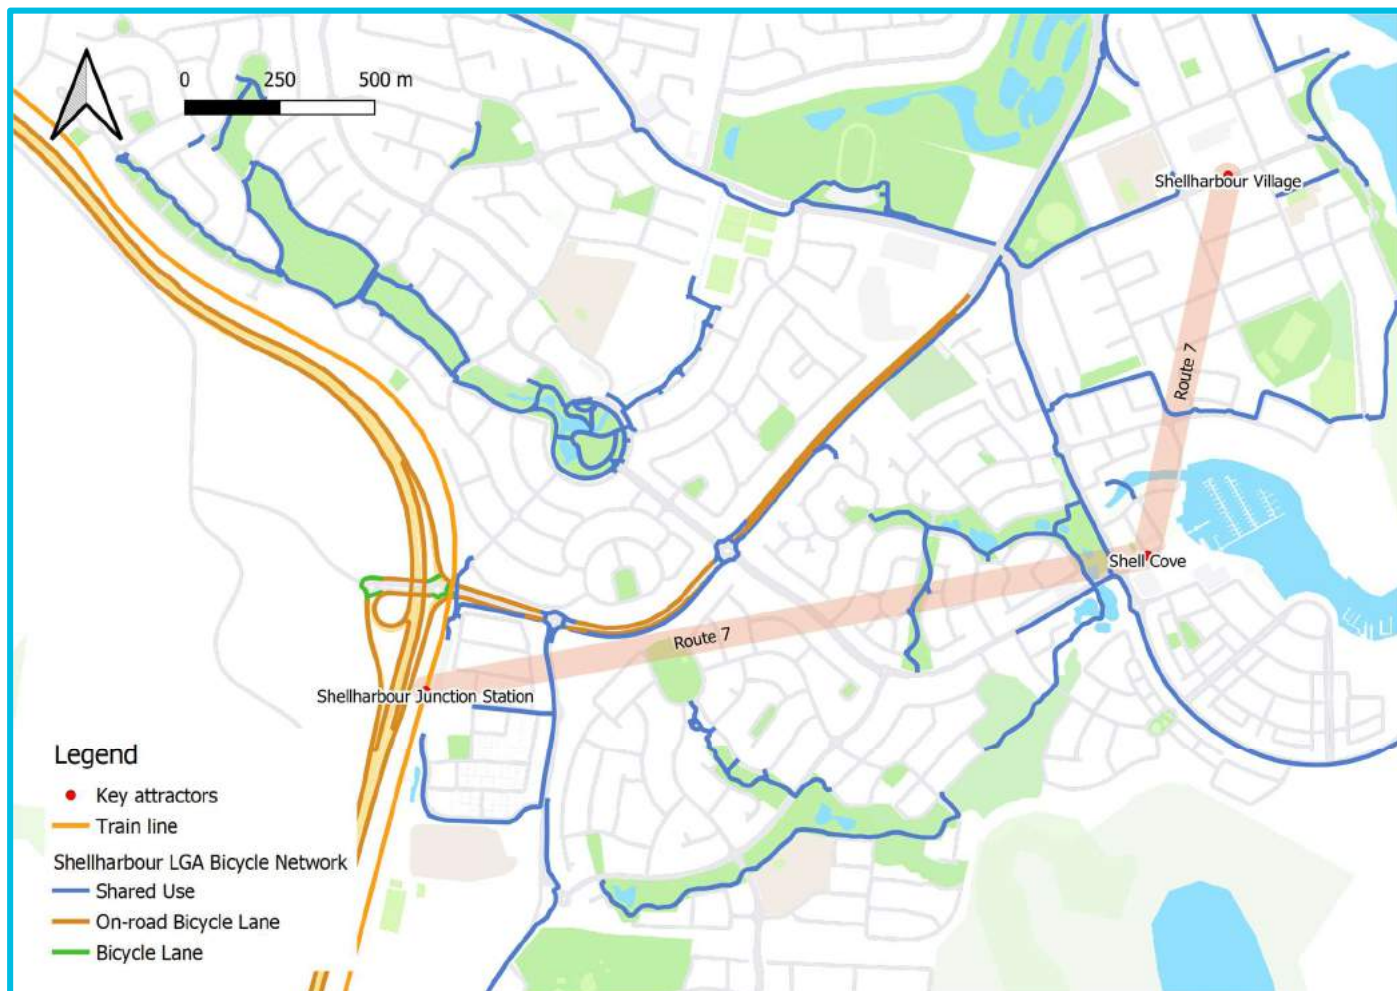 0 250 500 m
Shellharbour Village
Route 7
Shell Cove
Route 7
Shellharbour Junction Station
Legend
Key attractors
Train line
Shellharbour LGA Bicycle Network
Shared Use
On-road Bicycle Lane
Bicycle Lane